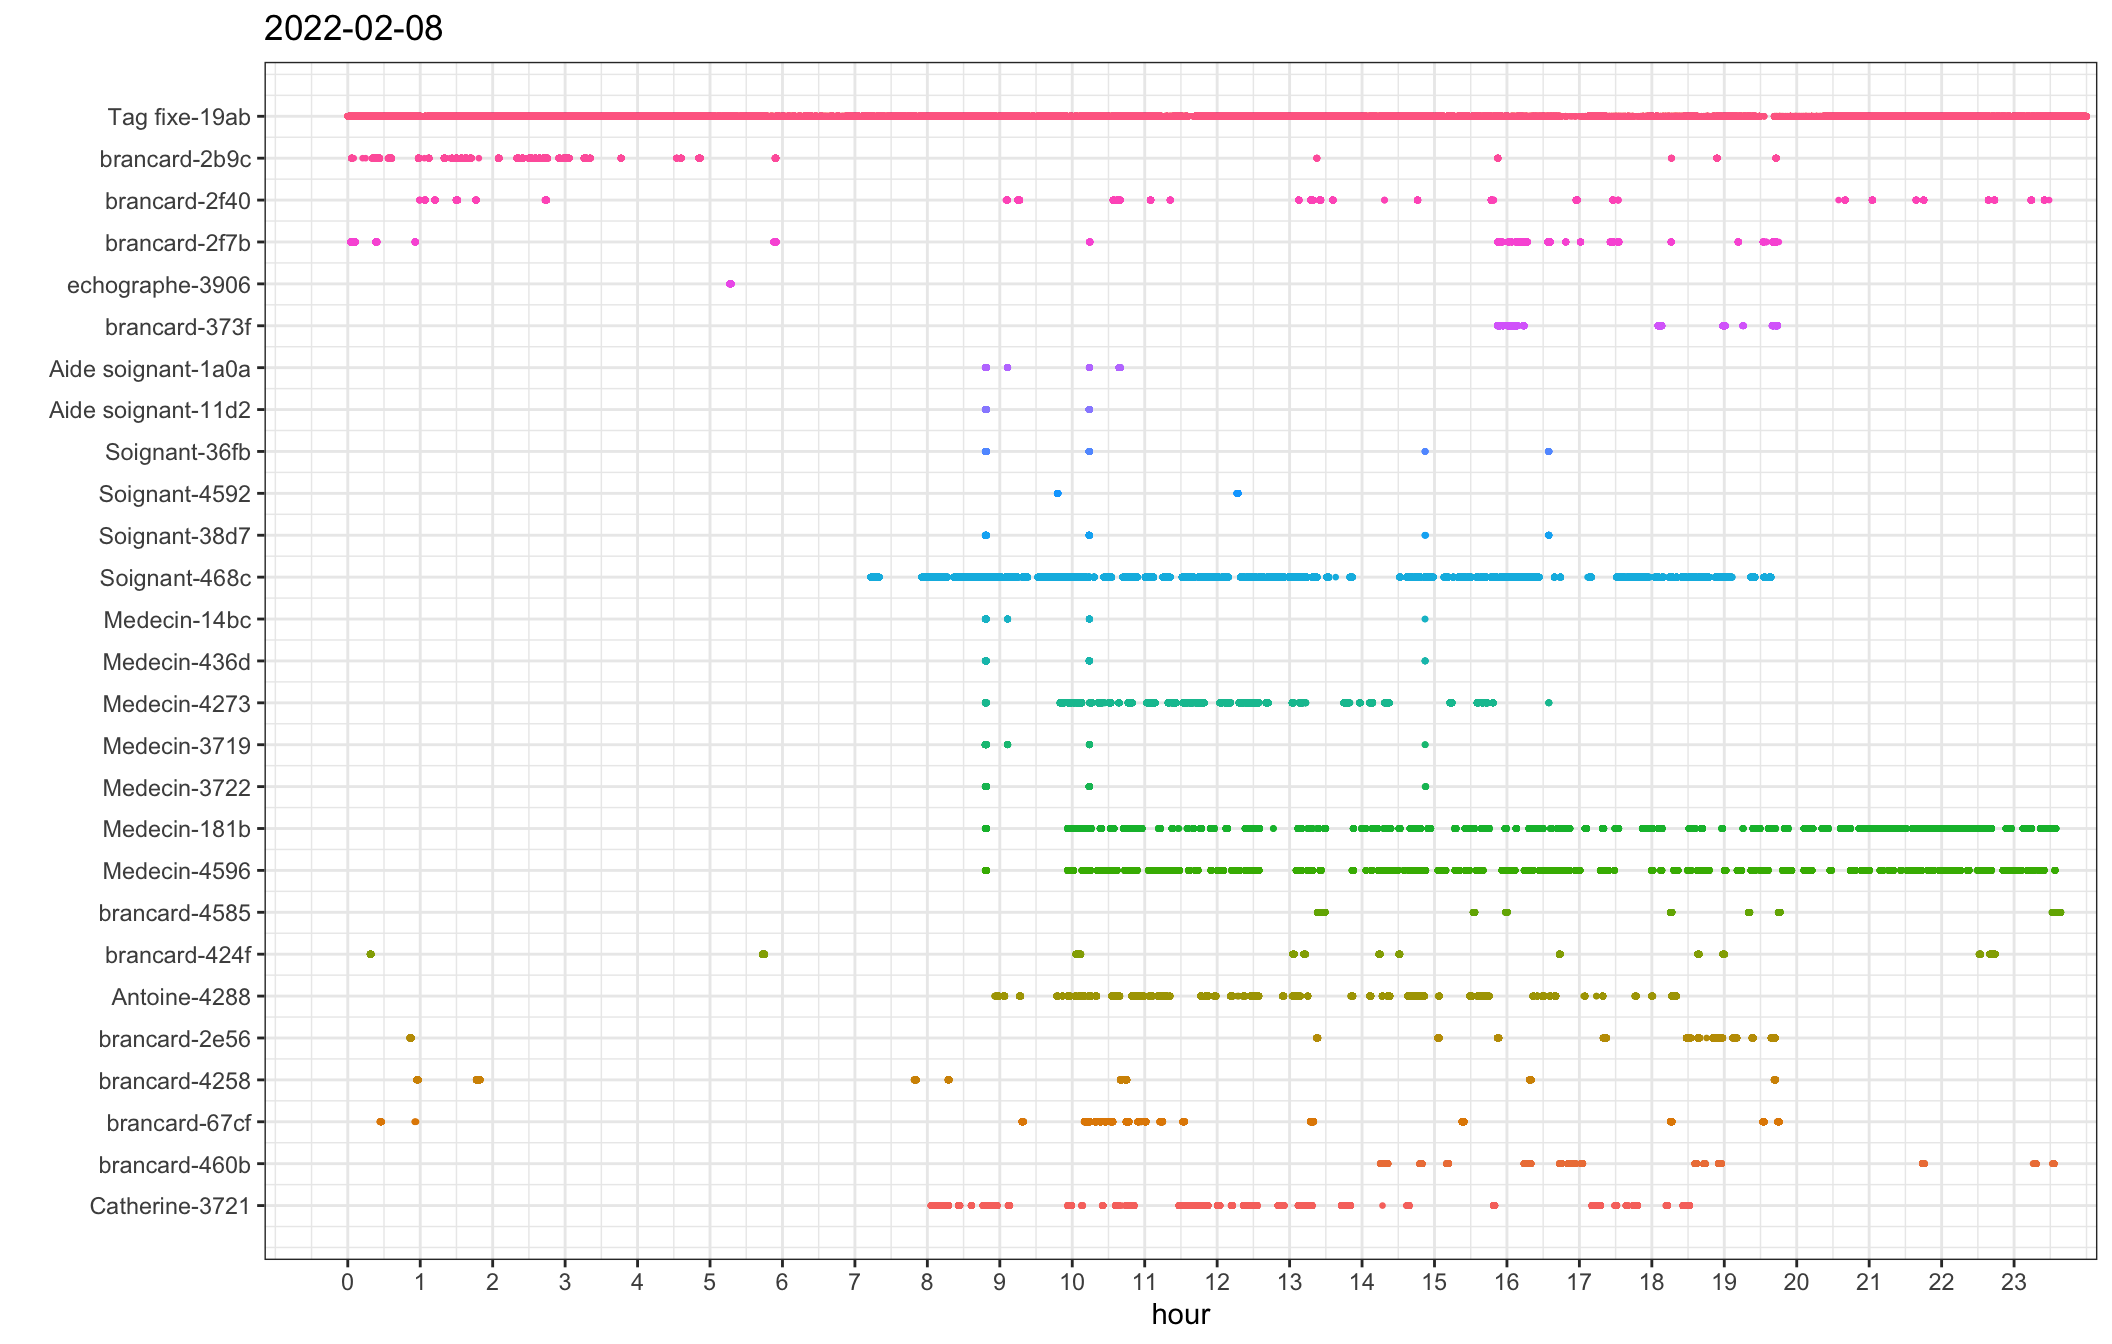 2022-02-08
Tag fixe-19ab
brancard-2b9c
brancard-2f40
brancard-2f7b
echographe-3906
brancard-373f
Aide soignant-1a0a
Aide soignant-11d2
Soignant-36fb
Soignant-4592
Soignant-38d7
Soignant-468c
Medecin-14bc
Medecin-436d
Medecin-4273
Medecin-3719
Medecin-3722
Medecin-181b
Medecin-4596
brancard-4585
brancard-424f
Antoine-4288
brancard-2e56
brancard-4258
brancard-67cf
brancard-460b
Catherine-3721
0 1 2 3 4 5 6 7 8 9 10 11 12 13 14 15 16 17 18 19 20 21 22 23
hour